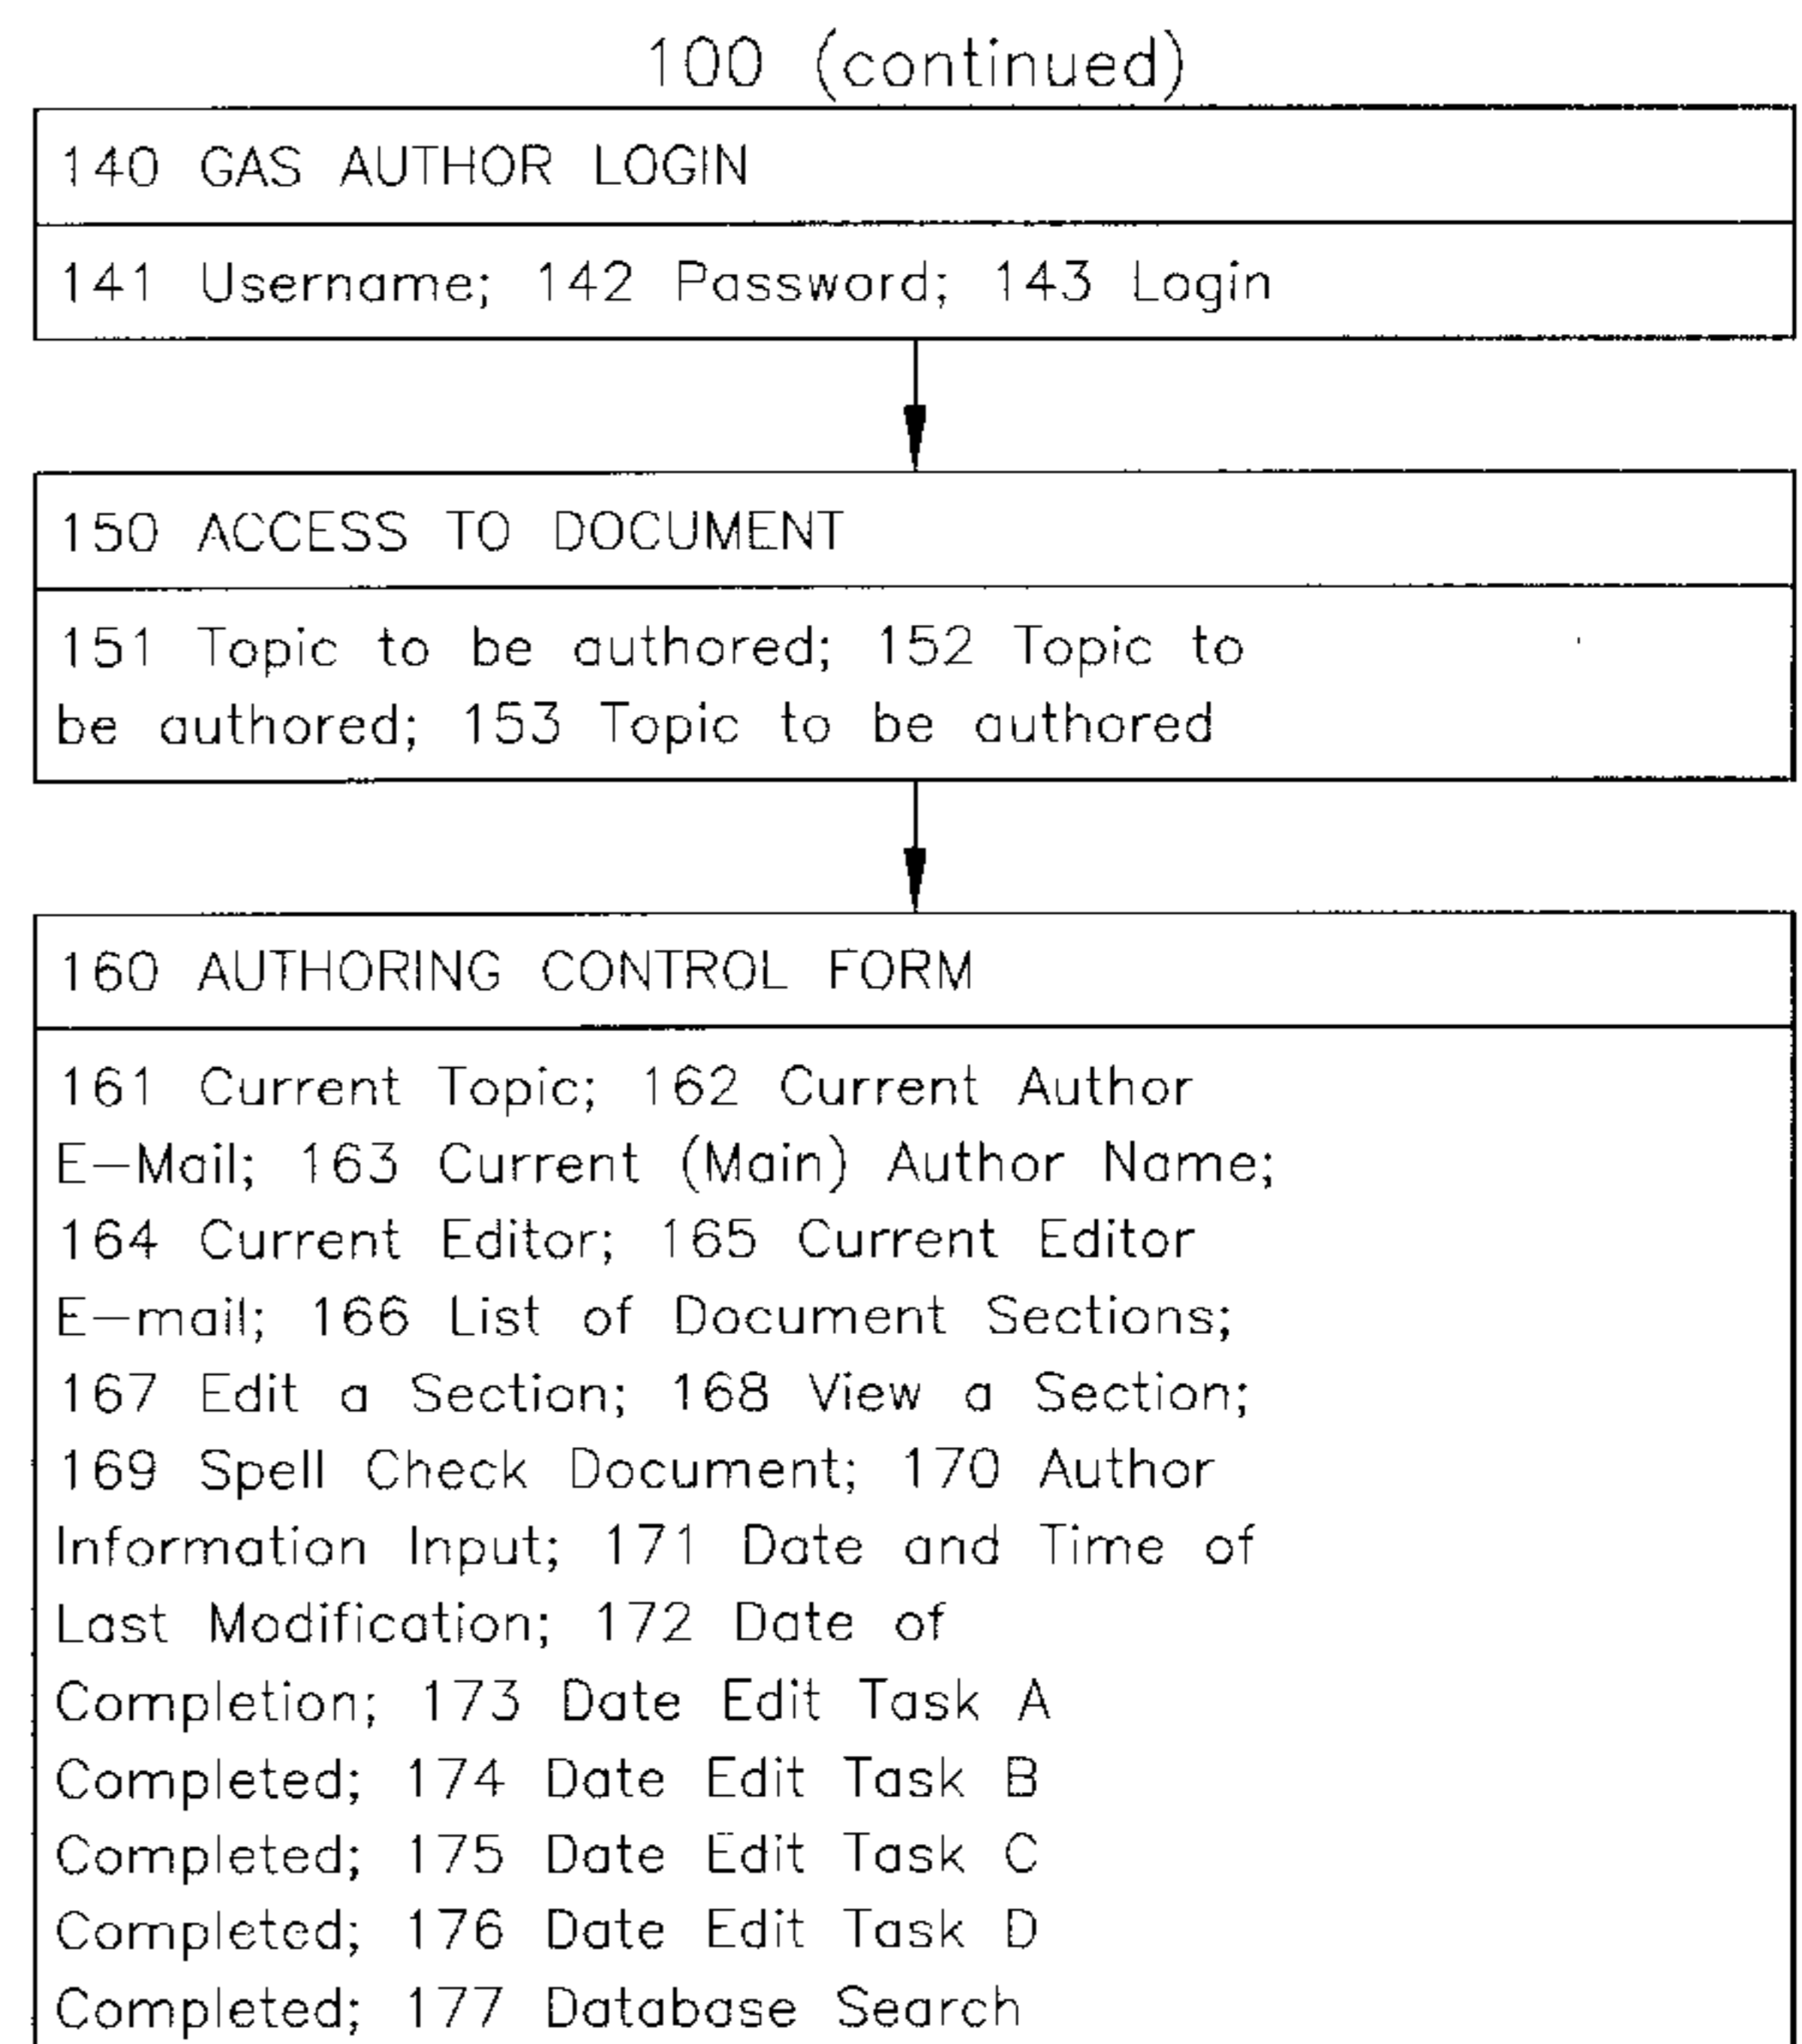 100 (continued)
140 GAS AUTHOR LOGIN
141 Username; 142 Password; 143 Login
150 ACCESS TO DOCUMENT
151 Topic to be authored; 152 Topic to
be authored; 153 Topic to be authored
160 AUTHORING CONTROL FORM
161 Current Topic; 162 Current Author
E-Mail; 163 Current (Main) Author Name;
164 Current Editor; 165 Current Editor
E-mail; 166 List of Document Sections;
167 Edit a Section; 168 View a Section;
169 Spell Check Document; 170 Author
Information Input; 171 Date and Time of
Last Modification; 172 Date of
Completion; 173 Date Edit Task A
Completed; 174 Date Edit Task B
Completed; 175 Date Edit Task C
Completed; 176 Date Edit Task D
Completed; 177 Database Search